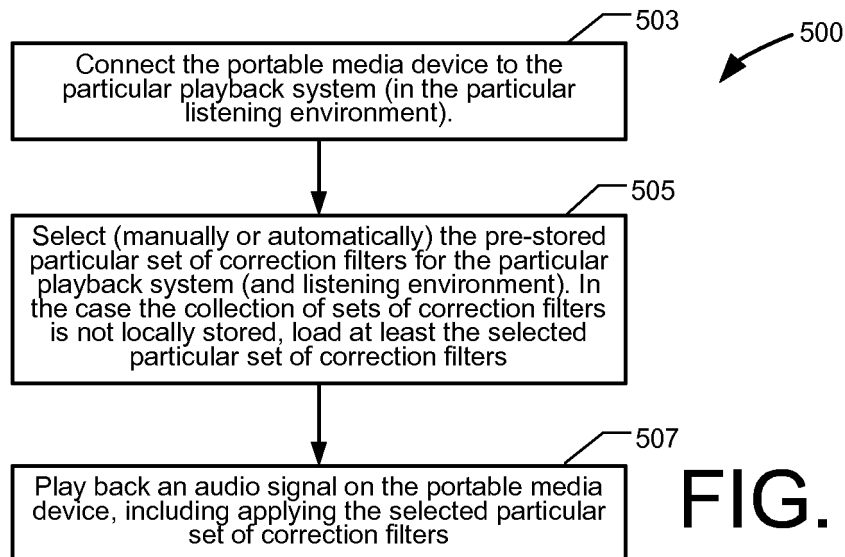 503
500
Connect the portable media device to the
particular playback system (in the particular
listening environment).
505
Select (manually or automatically) the pre-stored
particular set of correction filters for the particular
playback system (and listening environment). In
the case the collection of sets of correction filters
is not locally stored, load at least the selected
particular set of correction filters
507
Play back an audio signal on the portable media
device, including applying the selected particular
set of correction filters
FIG.